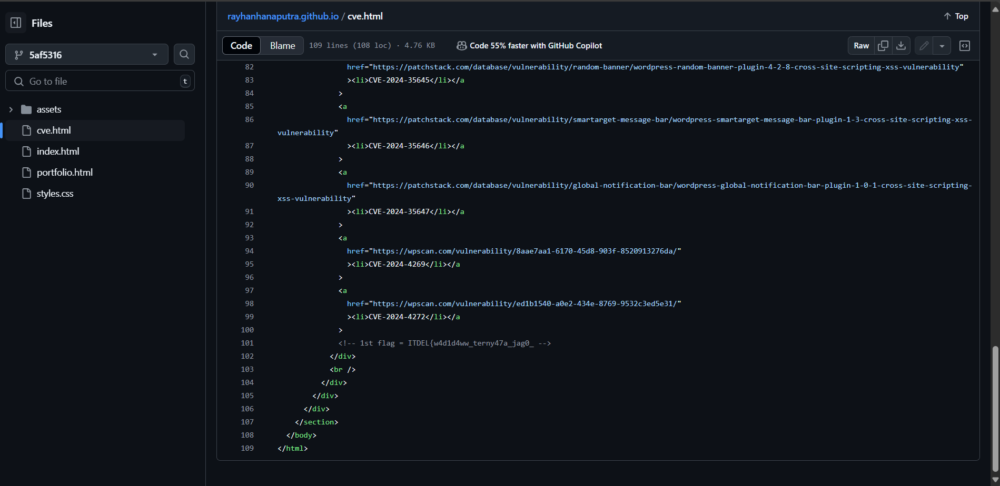 Files
5af5316
Go to file
t
assets
cve.html
index.html
portfolio.html
styles.css
rayhanhanaputra.github.io / cve.html
Top
Code Blame 109 lines (108 loc) · 4.76 KB Code 55% faster with GitHub Copilot Raw
82 href="https://patchstack.com/database/vulnerability/random-banner/wordpress-random-banner-plugin-4-2-8-cross-site-scripting-xss-vulnerability"
83 ><li>CVE-2024-35645</li></a
84 >
85 <a
86 href="https://patchstack.com/database/vulnerability/smartarget-message-bar/wordpress-smartarget-message-bar-plugin-1-3-cross-site-scripting-xss-
vulnerability"
87 ><li>CVE-2024-35646</li></a
88 >
89 <a
90 href="https://patchstack.com/database/vulnerability/global-notification-bar/wordpress-global-notification-bar-plugin-1-0-1-cross-site-scripting-
xss-vulnerability"
91 ><li>CVE-2024-35647</li></a
92 >
93 <a
94 href="https://wpscan.com/vulnerability/8aae7aa1-6170-45d8-903f-8520913276da/"
95 ><li>CVE-2024-4269</li></a
96 >
97 <a
98 href="https://wpscan.com/vulnerability/ed1b1540-a0e2-434e-8769-9532c3ed5e31/"
99 ><li>CVE-2024-4272</li></a
100 >
101 <!-- 1st flag = ITDEL{w4d1d4ww_terny47a_jag0_ -->
102 </div>
103 <br />
104 </div>
105 </div>
106 </div>
107 </section>
108 </body>
109 </html>